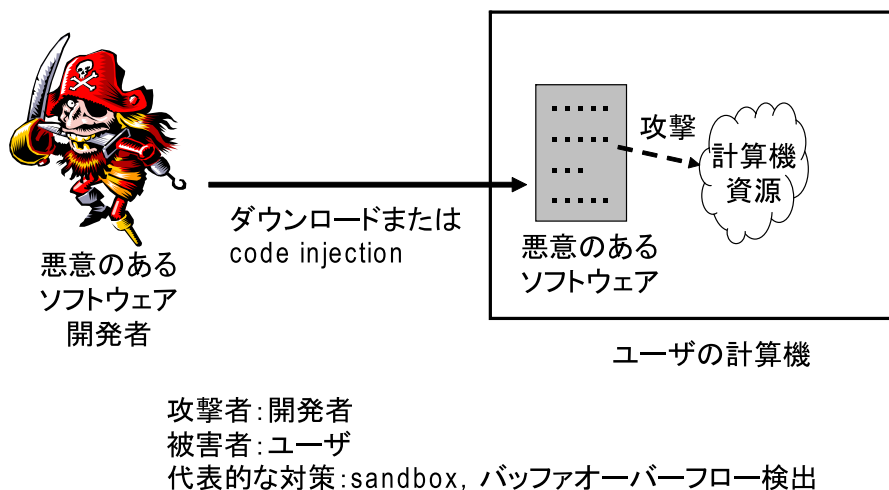 攻撃
計算機
資源
ダウンロードまたは
code injection
悪意のある
ソフトウェア
開発者
悪意のある
ソフトウェア
ユーザの計算機
攻撃者：開発者
被害者：ユーザ
代表的な対策：sandbox，バッファオーバーフロー検出